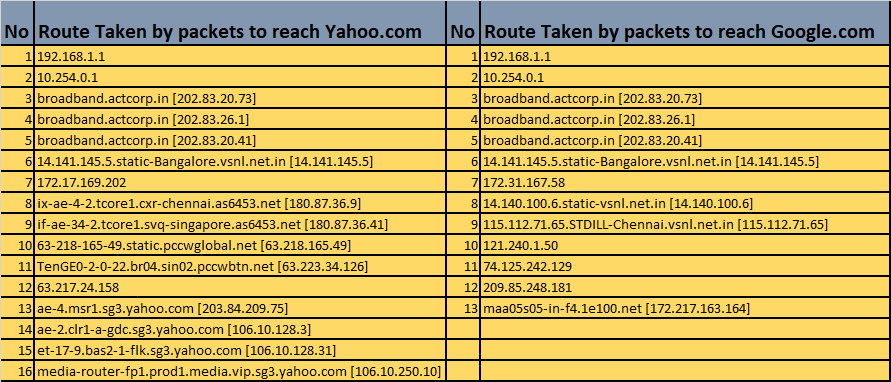 No Route Taken by packets to reach Yahoo.com No Route Taken by packets to reach Google.com
1 192.168.1.1 1 192.168.1.1
2 10.254.0.1 2 10.254.0.1
3 broadband.actcorp.in [202.83.20.73] 3 broadband.actcorp.in [202.83.20.73]
4 broadband.actcorp.in [202.83.26.1] 4 broadband.actcorp.in [202.83.26.1]
5 broadband.actcorp.in [202.83.20.41] 5 broadband.actcorp.in [202.83.20.41]
6 14.141.145.5.static-Bangalore.vsnl.net.in [14.141.145.5] 6 14.141.145.5.static-Bangalore.vsnl.net.in [14.141.145.5]
7 172.17.169.202 7 172.31.167.58
8 ix-ae-4-2.tcore1.cxr-chennai.as6453.net [180.87.36.9] 8 14.140.100.6.static-vsnl.net.in [14.140.100.6]
9 if-ae-34-2.tcore1.svq-singapore.as6453.net [180.87.36.41] 9 115.112.71.65.STDILL-Chennai.vsnl.net.in [115.112.71.65]
10 63-218-165-49.static.pccwglobal.net [63.218.165.49] 10 121.240.1.50
11 TenGE0-2-0-22.br04.sin02.pccwbtn.net [63.223.34.126] 11 74.125.242.129
12 63.217.24.158 12 209.85.248.181
13 ae-4.msr1.sg3.yahoo.com [203.84.209.75] 13 maa05s05-in-f4.1e100.net [172.217.163.164]
14 ae-2.clr1-a-gdc.sg3.yahoo.com [106.10.128.3]
15 et-17-9.bas2-1-flk.sg3.yahoo.com [106.10.128.31]
16 media-router-fp1.prod1.media.vip.sg3.yahoo.com [106.10.250.10]